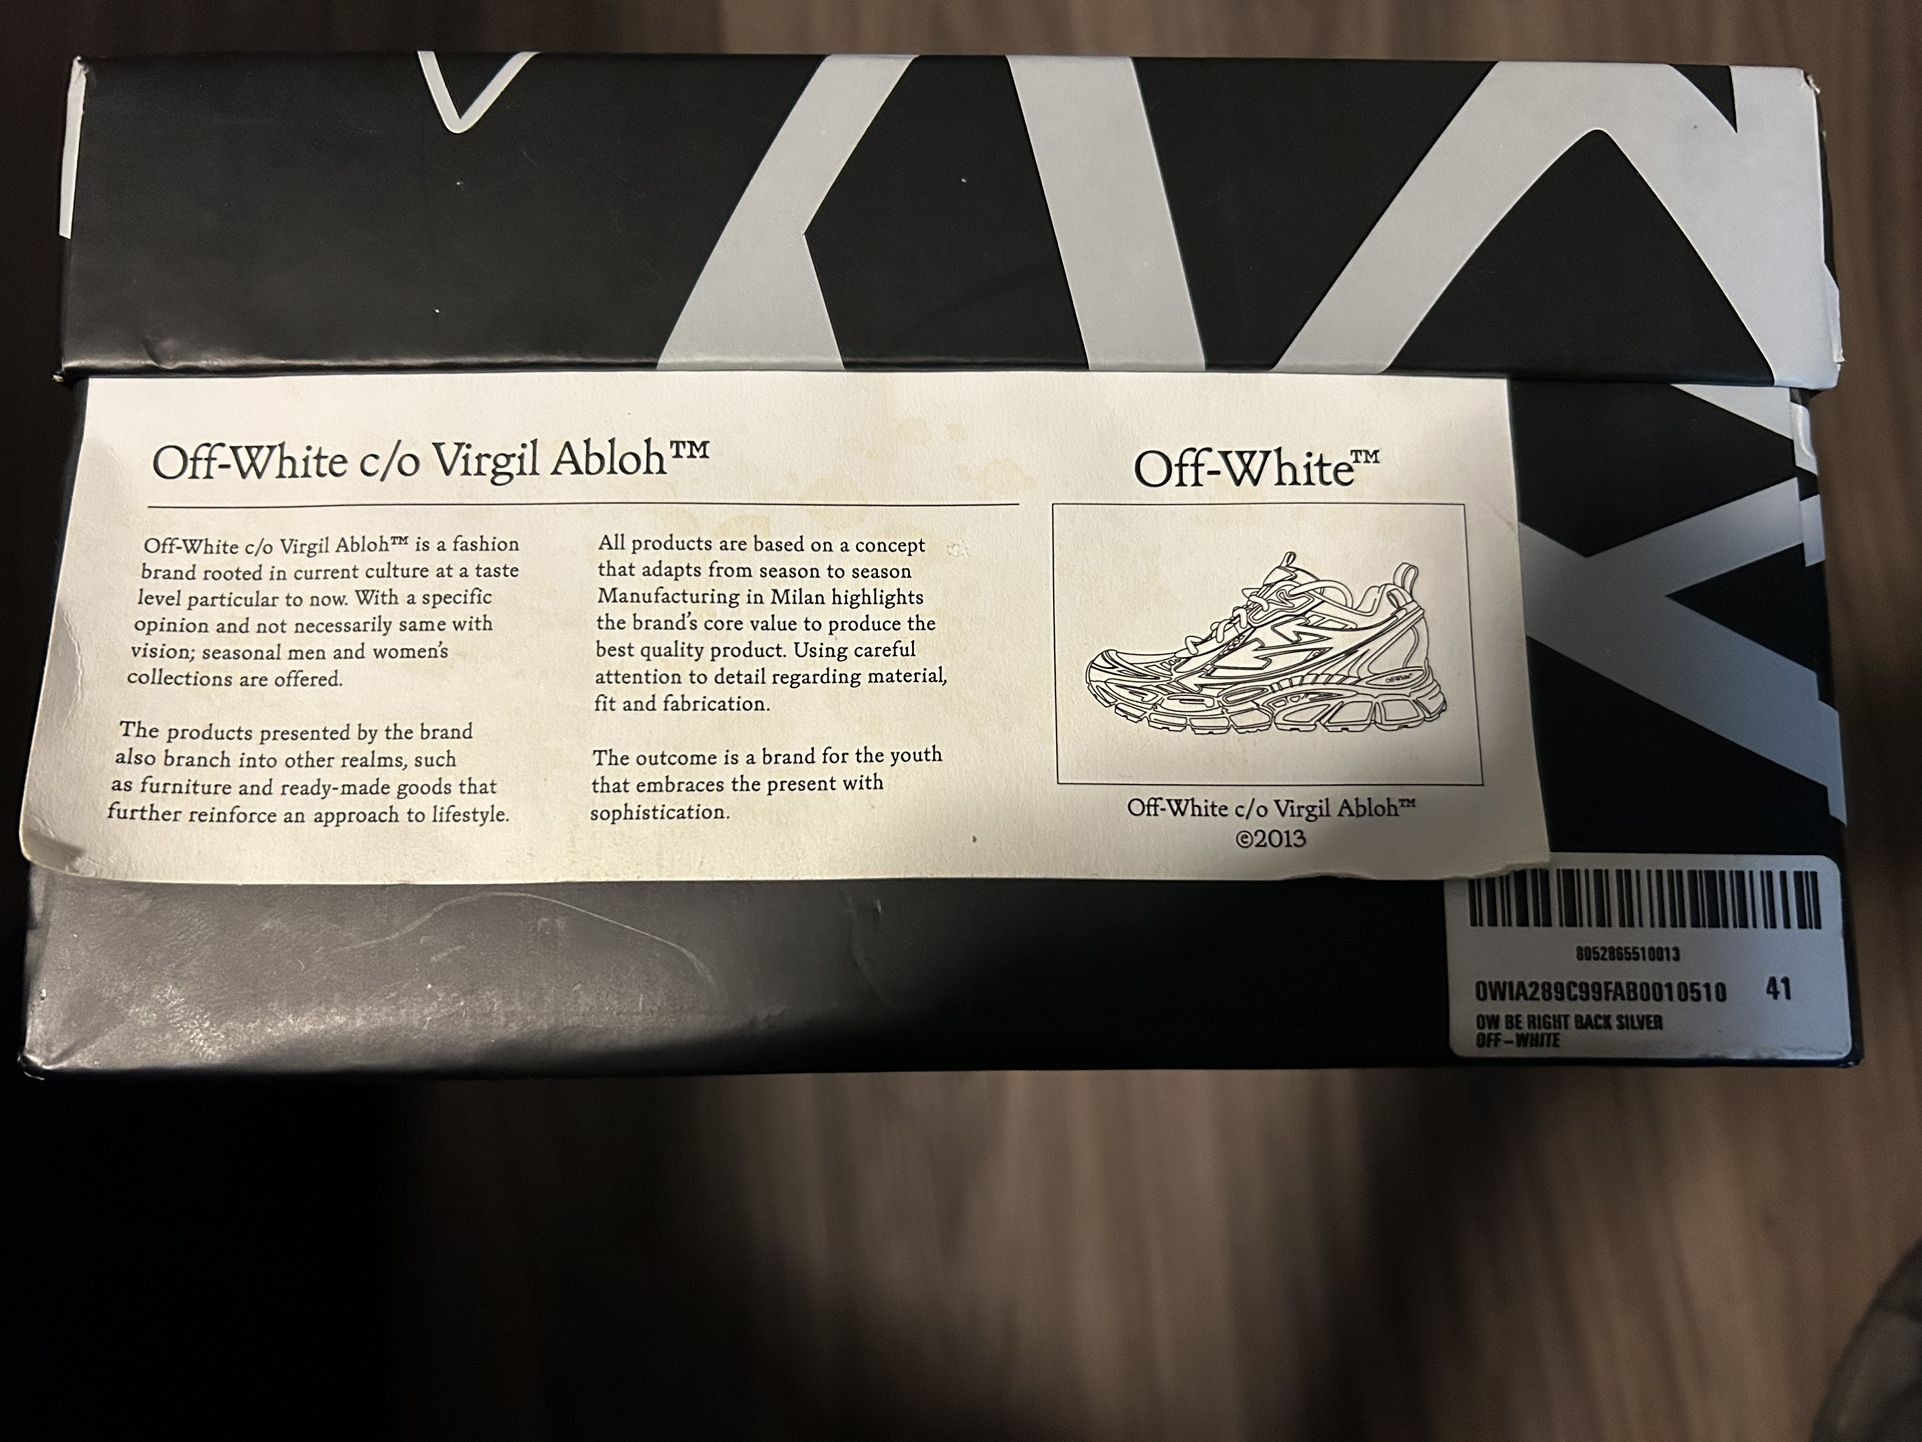 Off-White c/o Virgil Abloh™
Off-White c/o Virgil Abloh™ is a fashion
brand rooted in current culture at a taste
level particular to now. With a specific
opinion and not necessarily same with
vision; seasonal men and women's
collections are offered.
The products presented by the brand
also branch into other realms, such
as furniture and ready-made goods that
further reinforce an approach to lifestyle.
All products are based on a concept
that adapts from season to season
Manufacturing in Milan highlights
the brand's core value to produce the
best quality product. Using careful
attention to detail regarding material,
fit and fabrication.
The outcome is a brand for the youth
that embraces the present with
sophistication.
Off-White™
Off-White™
Off-White c/o Virgil Abloh™
©2013
8052865510013
OWIA289C99FAB0010510 41
OW BE RIGHT BACK SILVER
OFF-WHITE